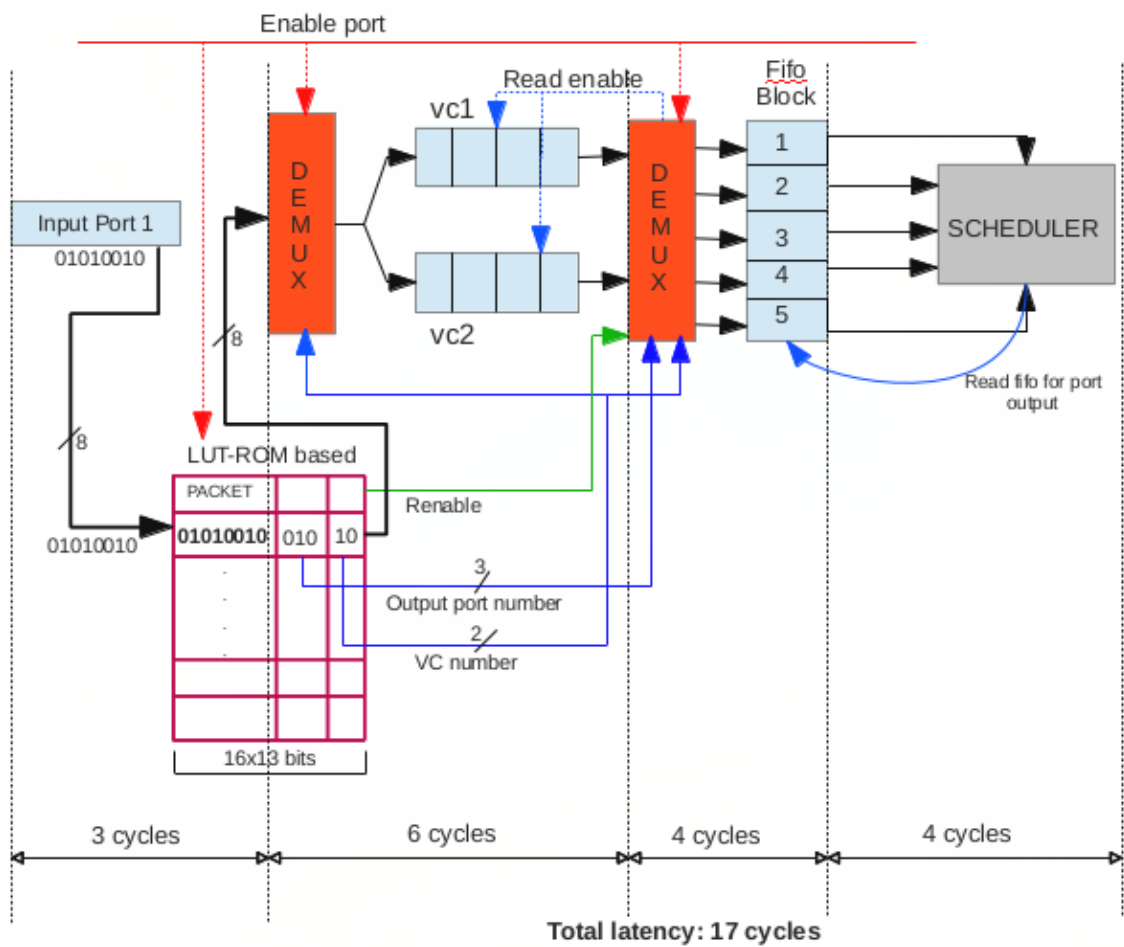 Enable port
Fifo
Block
Read enable
vc1
D
E
M
U
X
D
E
M
U
X
1
2
3
4
5
Input Port 1
01010010
SCHEDULER
vc2
8
8
Read fifo for port
output
LUT-ROM based
PACKET
Renable
01010010
01010010
010
10
3
Output port number
2
VC number
16x13 bits
3 cycles
6 cycles
4 cycles
4 cycles
Total latency: 17 cycles